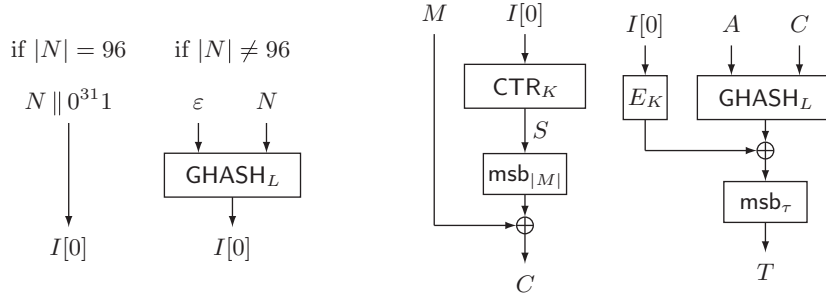 if |N| = 96
if |N| ≠ 96
N ‖ 0³¹1
ε
N
GHASH_L
I[0]
I[0]
M
I[0]
CTR_K
S
msb_{|M|}
C
I[0]
A
C
E_K
GHASH_L
msb_τ
T